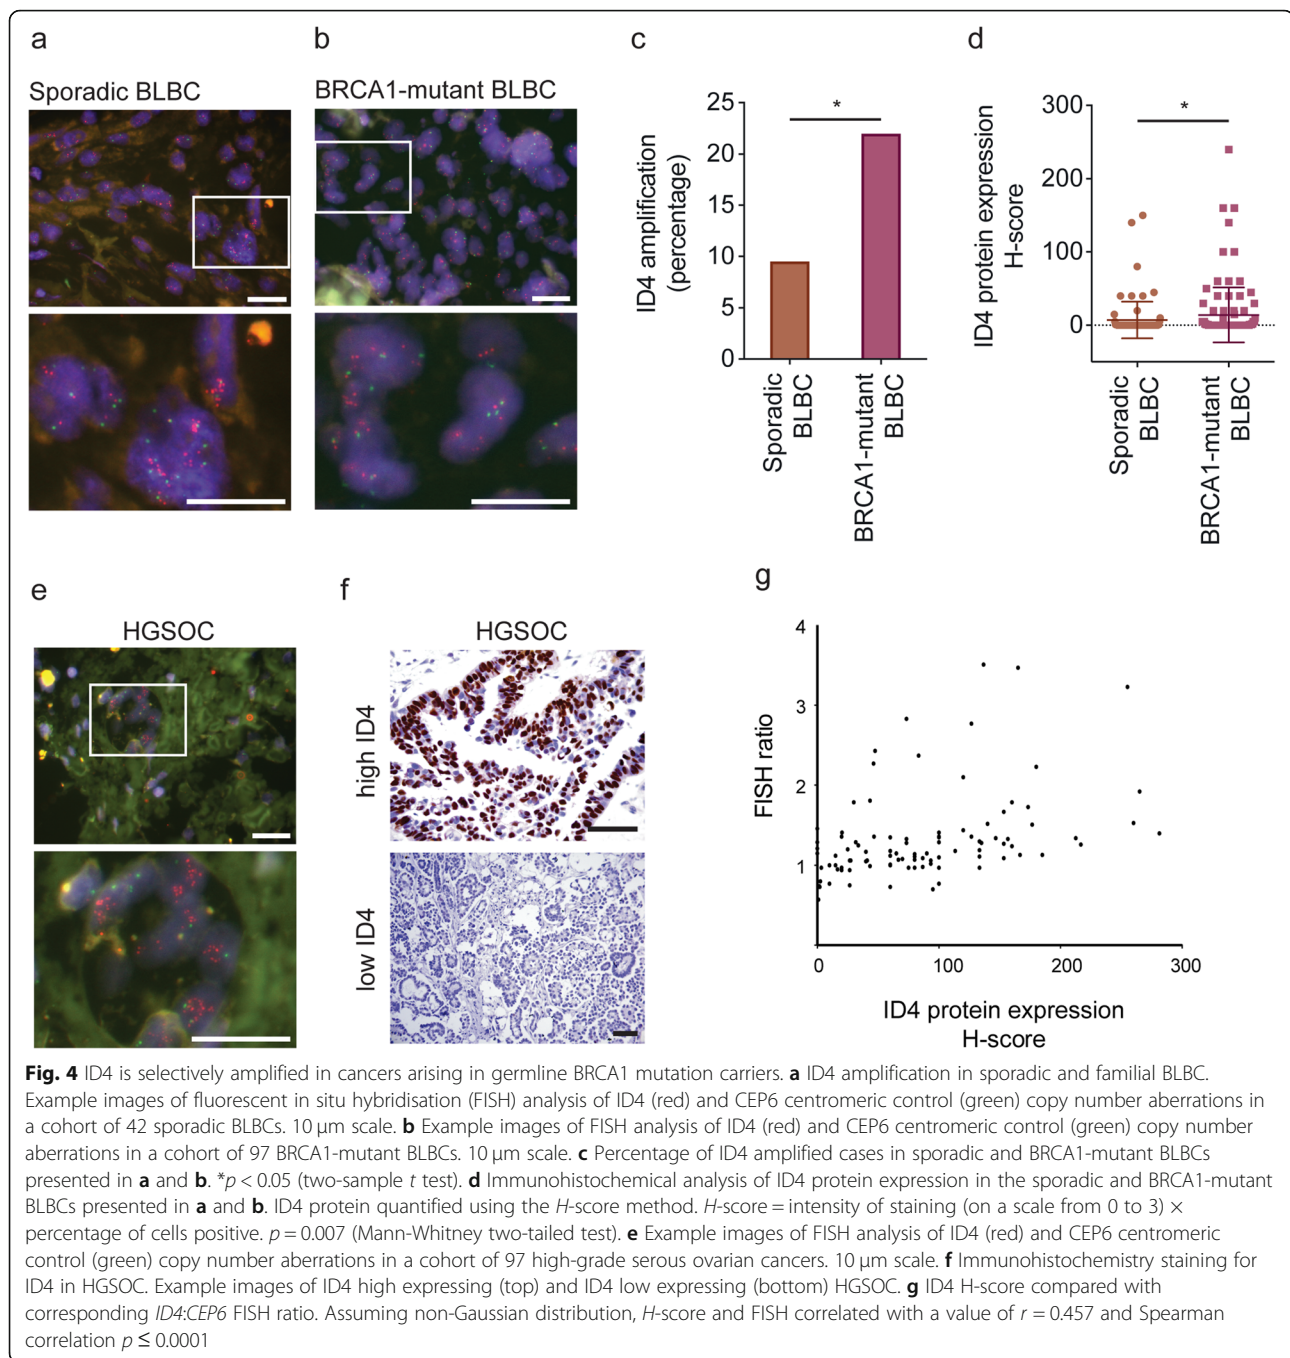 a
b
c
d
Sporadic BLBC
BRCA1-mutant BLBC
ID4 amplification
(percentage)
25
20
15
10
5
0
*
Sporadic
BLBC
BRCA1-mutant
BLBC
ID4 protein expression
H-score
300
200
100
0
*
Sporadic
BLBC
BRCA1-mutant
BLBC
e
f
g
HGSOC
HGSOC
high ID4
low ID4
FISH ratio
4
3
2
1
0
100
200
300
ID4 protein expression
H-score
Fig. 4 ID4 is selectively amplified in cancers arising in germline BRCA1 mutation carriers. a ID4 amplification in sporadic and familial BLBC.
Example images of fluorescent in situ hybridisation (FISH) analysis of ID4 (red) and CEP6 centromeric control (green) copy number aberrations in
a cohort of 42 sporadic BLBCs. 10 μm scale. b Example images of FISH analysis of ID4 (red) and CEP6 centromeric control (green) copy number
aberrations in a cohort of 97 BRCA1-mutant BLBCs. 10 μm scale. c Percentage of ID4 amplified cases in sporadic and BRCA1-mutant BLBCs
presented in a and b. *p < 0.05 (two-sample t test). d Immunohistochemical analysis of ID4 protein expression in the sporadic and BRCA1-mutant
BLBCs presented in a and b. ID4 protein quantified using the H-score method. H-score = intensity of staining (on a scale from 0 to 3) ×
percentage of cells positive. p = 0.007 (Mann-Whitney two-tailed test). e Example images of FISH analysis of ID4 (red) and CEP6 centromeric
control (green) copy number aberrations in a cohort of 97 high-grade serous ovarian cancers. 10 μm scale. f Immunohistochemistry staining for
ID4 in HGSOC. Example images of ID4 high expressing (top) and ID4 low expressing (bottom) HGSOC. g ID4 H-score compared with
corresponding ID4:CEP6 FISH ratio. Assuming non-Gaussian distribution, H-score and FISH correlated with a value of r = 0.457 and Spearman
correlation p ≤ 0.0001